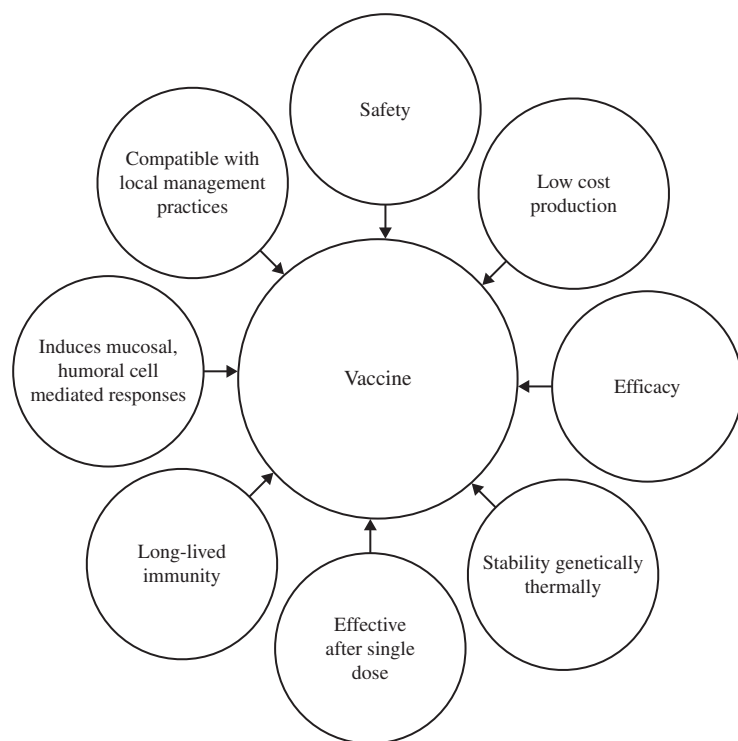 Safety
Compatible with
local management
practices
Low cost
production
Induces mucosal,
humoral cell
mediated responses
Vaccine
Efficacy
Long-lived
immunity
Stability genetically
thermally
Effective
after single
dose